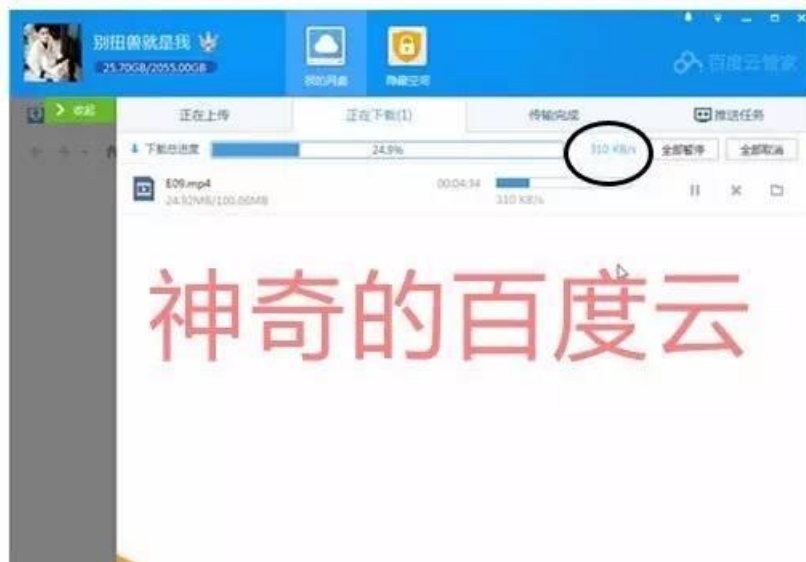 别田兽就是我
25.70GB/2055.00GB
我的网盘
隐藏空间
百度云管家
收起
正在上传
正在下载(1)
传输完成
推送任务
下载总进度
24.9%
310 KB/s
全部暂停
全部取消
E09.mp4
00:04:34
24.92MB/100.06MB
310 KB/s
神奇的百度云